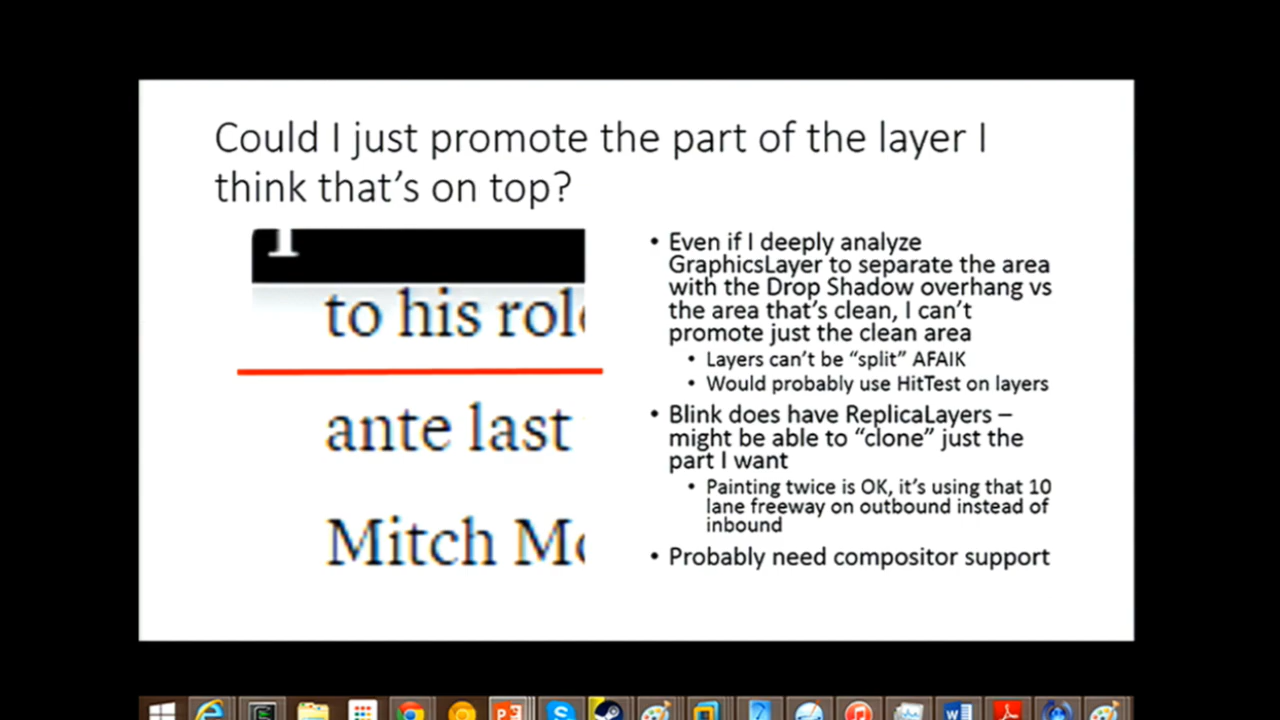 Could I just promote the part of the layer I
think that's on top?
to his rol
ante last
Mitch M
• Even if I deeply analyze
GraphicsLayer to separate the area
with the Drop Shadow overhang vs
the area that's clean, I can't
promote just the clean area
• Layers can't be "split" AFAIK
• Would probably use HitTest on layers
• Blink does have ReplicaLayers –
might be able to "clone" just the
part I want
• Painting twice is OK, it's using that 10
lane freeway on outbound instead of
inbound
• Probably need compositor support